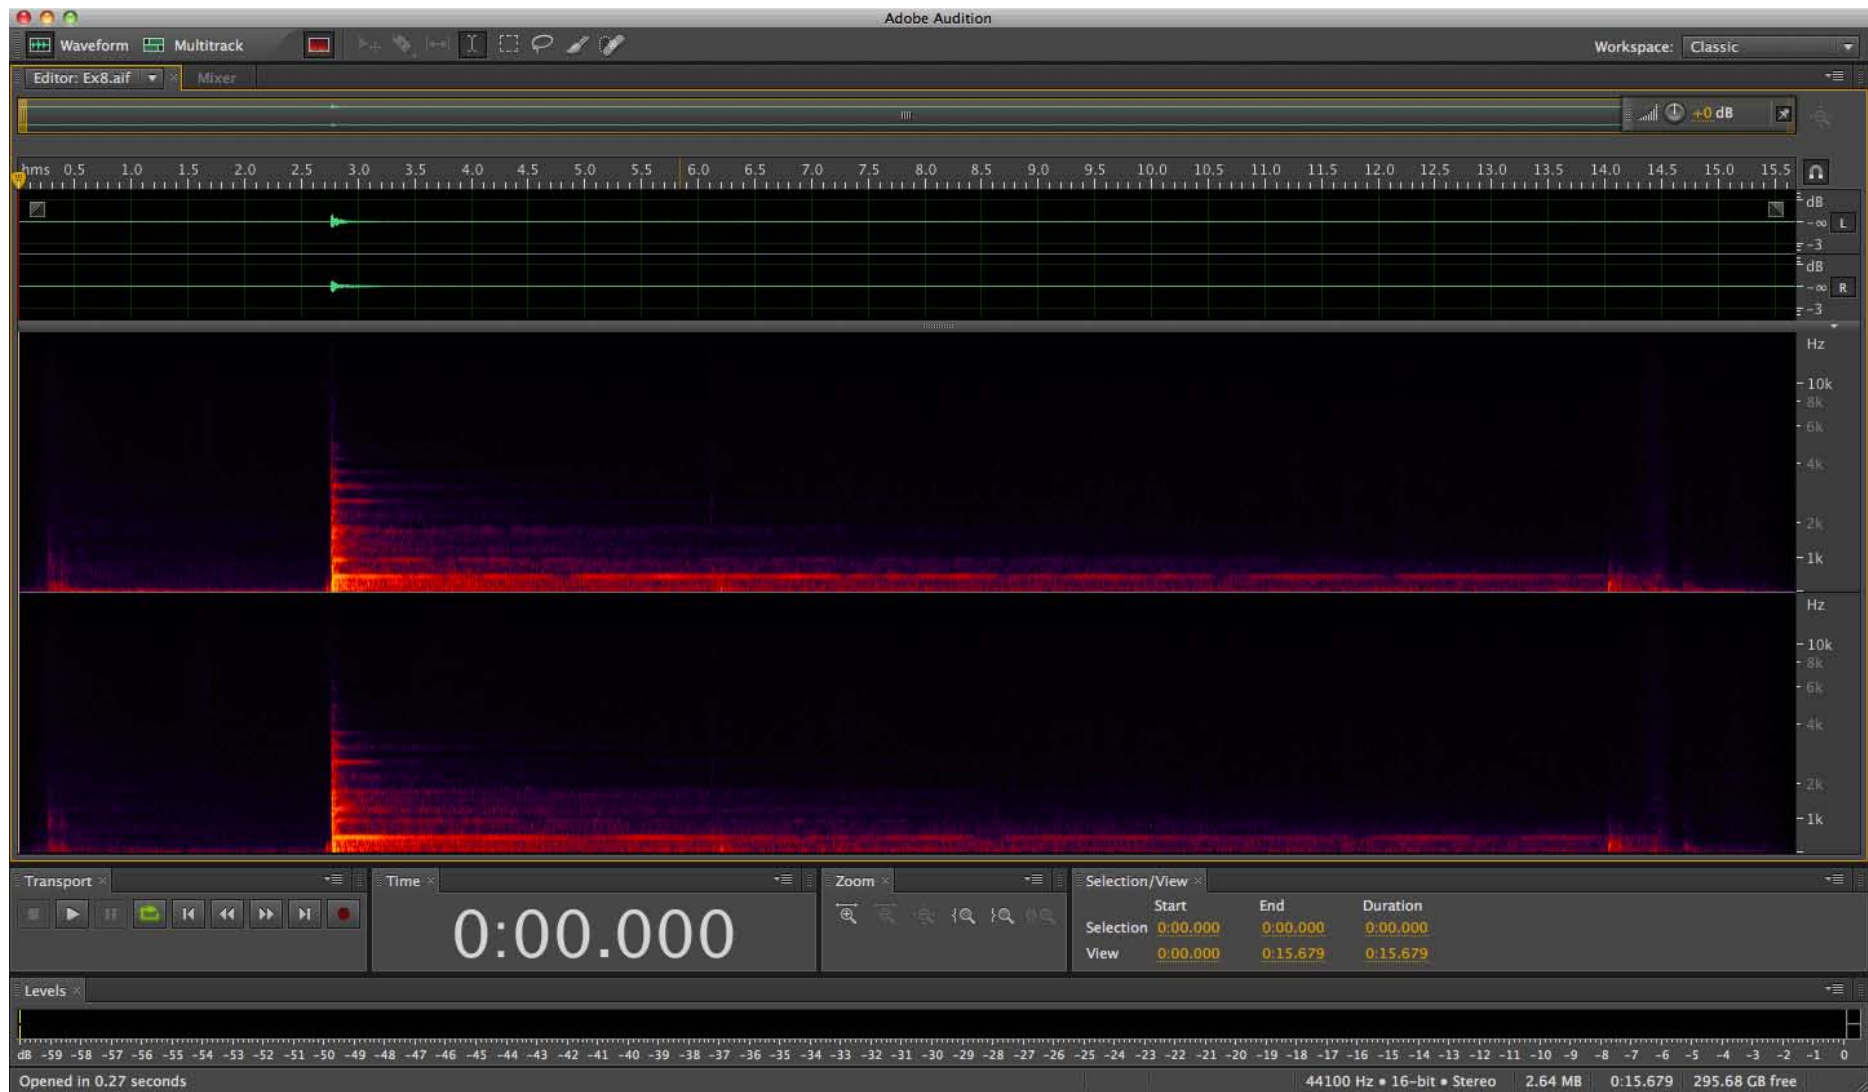 Adobe Audition
Waveform Multitrack Workspace: Classic
Editor: Ex8.aif Mixer
+0 dB
hms 0.5 1.0 1.5 2.0 2.5 3.0 3.5 4.0 4.5 5.0 5.5 6.0 6.5 7.0 7.5 8.0 8.5 9.0 9.5 10.0 10.5 11.0 11.5 12.0 12.5 13.0 13.5 14.0 14.5 15.0 15.5
dB
-∞ L
-3
dB
-∞ R
-3
Hz
10k
8k
6k
4k
2k
1k
Hz
10k
8k
6k
4k
2k
1k
Transport Time Zoom Selection/View
Start End Duration
Selection 0:00.000 0:00.000 0:00.000
View 0:00.000 0:15.679 0:15.679
0:00.000
Levels
dB -59 -58 -57 -56 -55 -54 -53 -52 -51 -50 -49 -48 -47 -46 -45 -44 -43 -42 -41 -40 -39 -38 -37 -36 -35 -34 -33 -32 -31 -30 -29 -28 -27 -26 -25 -24 -23 -22 -21 -20 -19 -18 -17 -16 -15 -14 -13 -12 -11 -10 -9 -8 -7 -6 -5 -4 -3 -2 -1 0
Opened in 0.27 seconds 44100 Hz • 16-bit • Stereo 2.64 MB 0:15.679 295.68 GB free